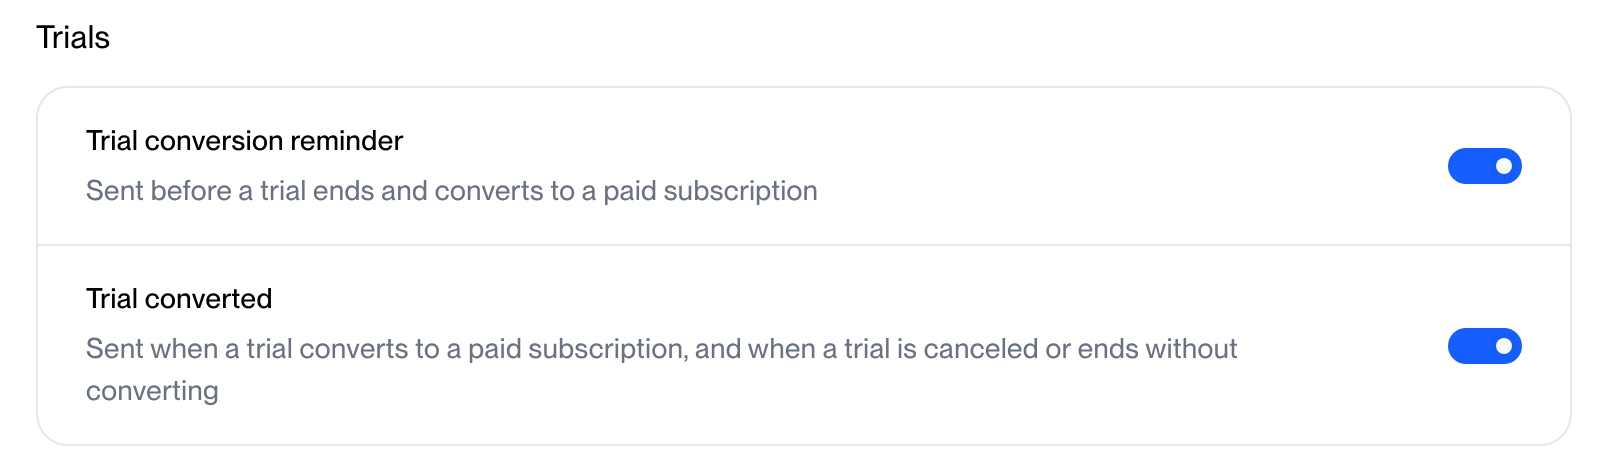 Trials
Trial conversion reminder
Sent before a trial ends and converts to a paid subscription
Trial converted
Sent when a trial converts to a paid subscription, and when a trial is canceled or ends without
converting